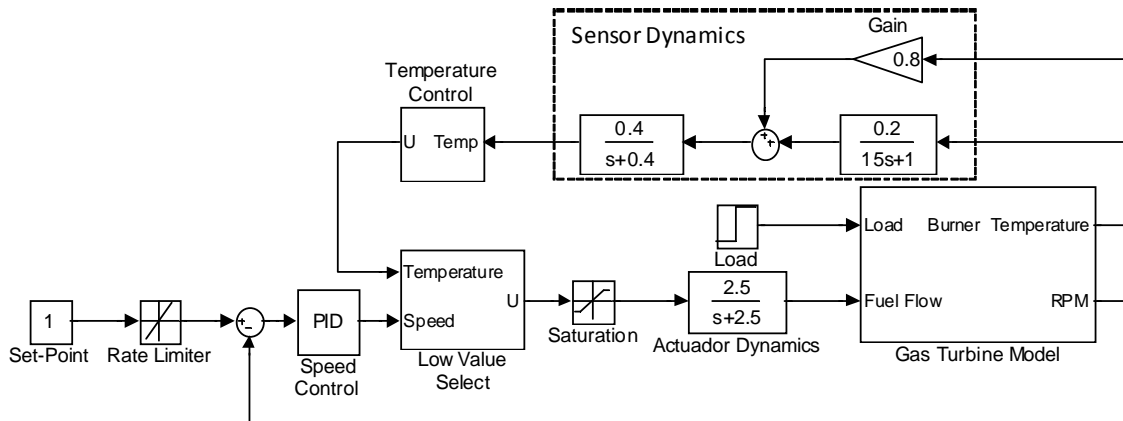 Sensor Dynamics
Gain
0.8
Temperature
Control
U Temp
0.4
s+0.4
+
+
0.2
15s+1
Load
Load Burner Temperature
Fuel Flow
RPM
Gas Turbine Model
Temperature
U
Speed
Low Value
Select
Saturation
2.5
s+2.5
Actuador Dynamics
1
Set-Point
Rate Limiter
+
−
PID
Speed
Control